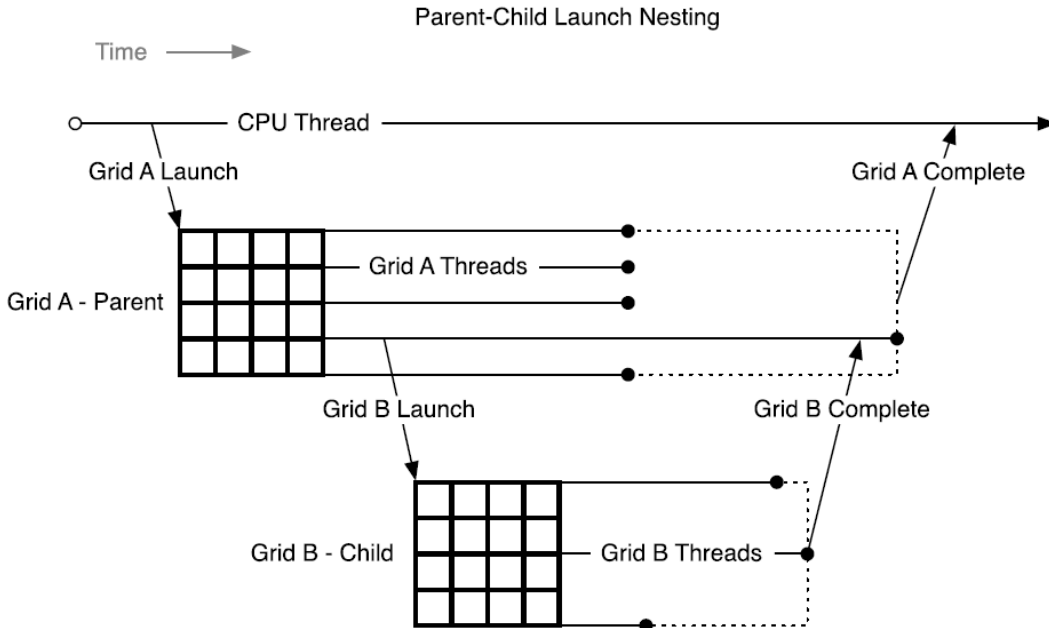 Parent-Child Launch Nesting
Time
CPU Thread
Grid A Launch
Grid A Complete
Grid A Threads
Grid A - Parent
Grid B Launch
Grid B Complete
Grid B - Child
Grid B Threads